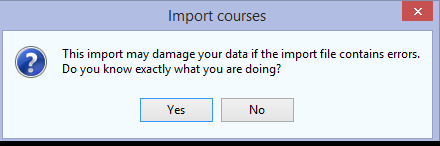 Import courses
This import may damage your data if the import file contains errors.
Do you know exactly what you are doing?
Yes
No